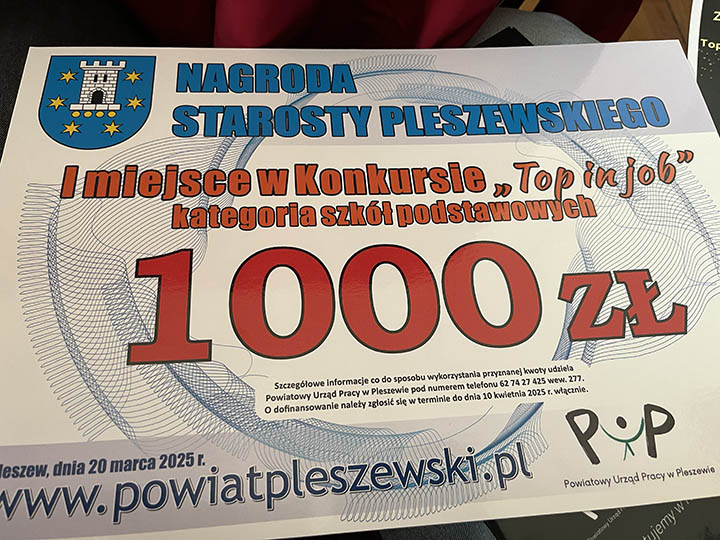 NAGRODA
STAROSTY PLESZEWSKIEGO
I miejsce w Konkursie „Top in job”
kategoria szkół podstawowych
1000 ZŁ
Szczegółowe informacje co do sposobu wykorzystania przyznanej kwoty udziela
Powiatowy Urząd Pracy w Pleszewie pod numerem telefonu 62 74 27 425 wew. 277.
O dofinansowanie należy zgłosić się w terminie do dnia 10 kwietnia 2025 r. włącznie.
PUP
Powiatowy Urząd Pracy w Pleszewie
leszew, dnia 20 marca 2025 r.
www.powiatpleszewski.pl
Top
tujemy w